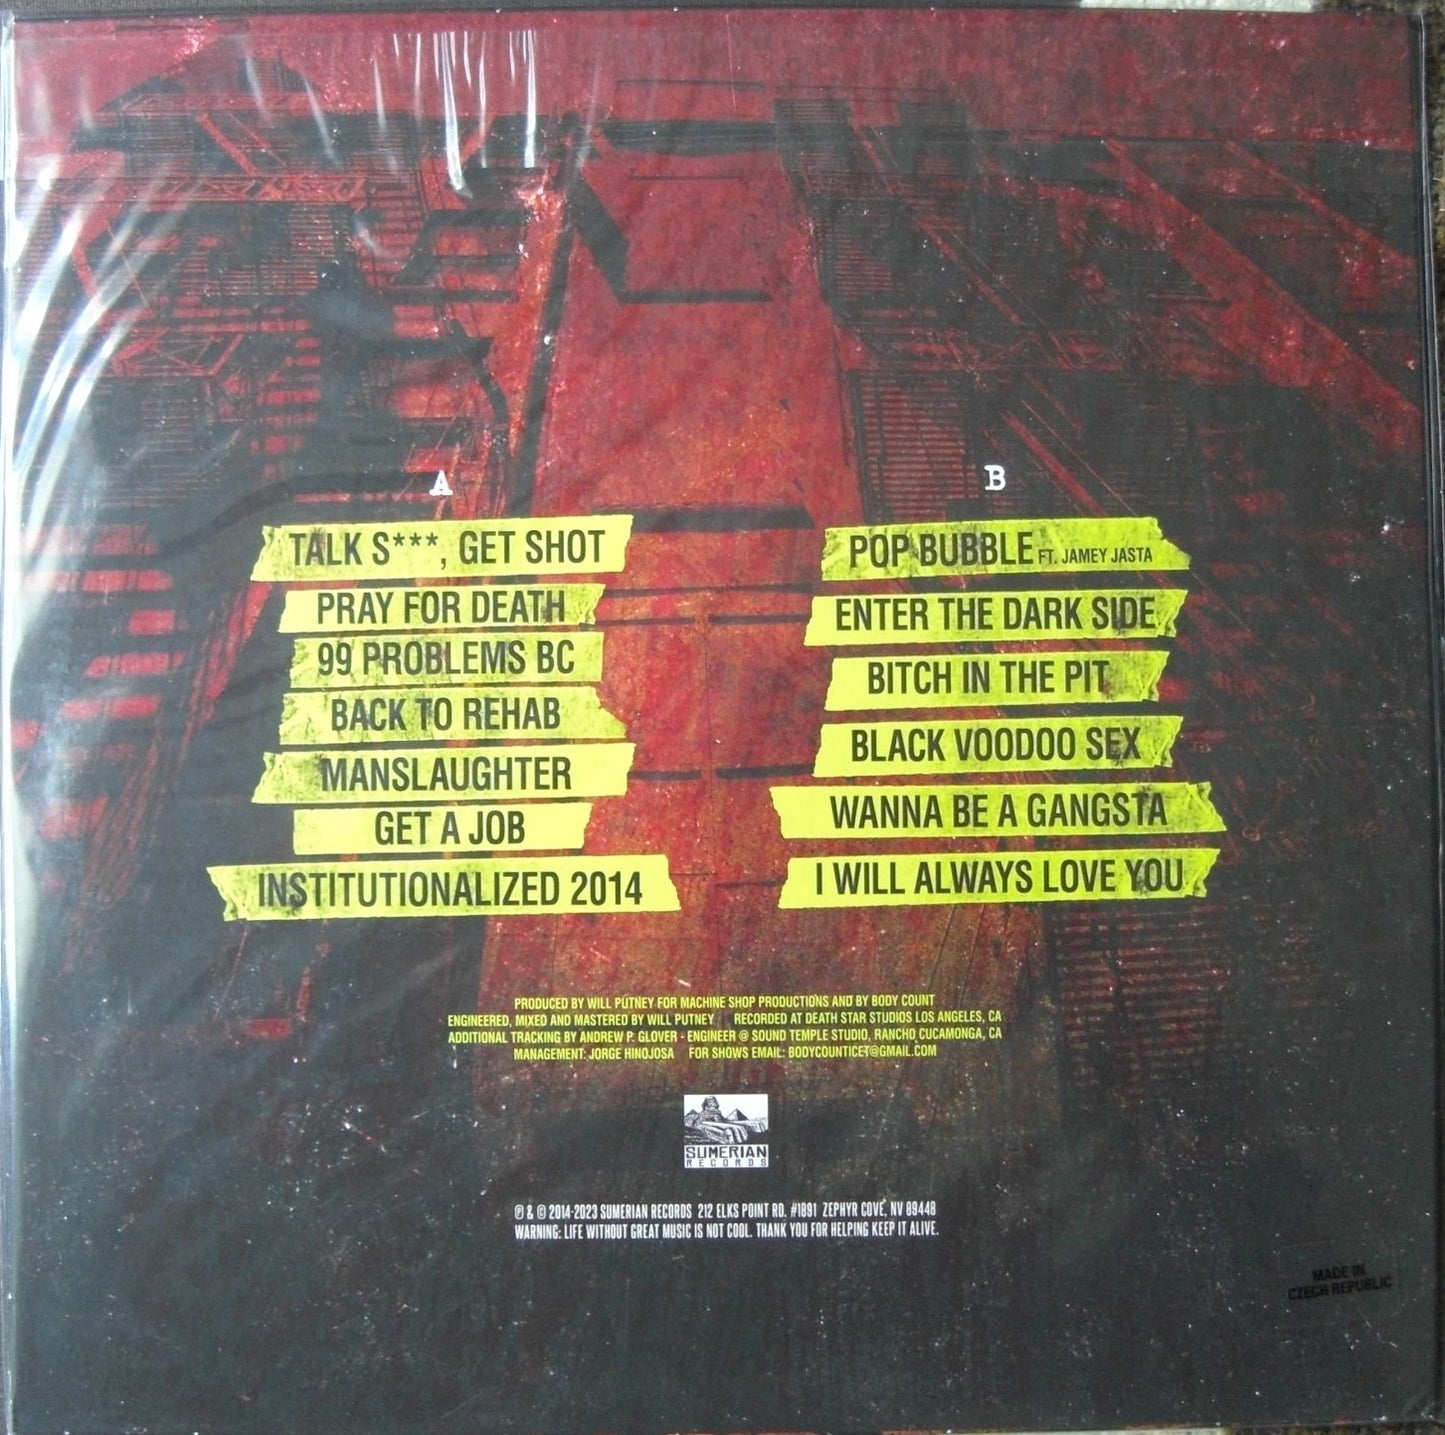 A
TALK S***, GET SHOT
PRAY FOR DEATH
99 PROBLEMS BC
BACK TO REHAB
MANSLAUGHTER
GET A JOB
INSTITUTIONALIZED 2014
B
POP BUBBLE FT. JAMEY JASTA
ENTER THE DARK SIDE
BITCH IN THE PIT
BLACK VOODOO SEX
WANNA BE A GANGSTA
I WILL ALWAYS LOVE YOU
PRODUCED BY WILL PUTNEY FOR MACHINE SHOP PRODUCTIONS AND BY BODY COUNT
ENGINEERED, MIXED AND MASTERED BY WILL PUTNEY RECORDED AT DEATH STAR STUDIOS LOS ANGELES, CA
ADDITIONAL TRACKING BY ANDREW P. GLOVER - ENGINEER @ SOUND TEMPLE STUDIO, RANCHO CUCAMONGA, CA
MANAGEMENT: JORGE HINOJOSA FOR SHOWS EMAIL: BODYCOUNTICET@GMAIL.COM
SUMERIAN
RECORDS
℗ & © 2014-2023 SUMERIAN RECORDS 212 ELKS POINT RD. #1891 ZEPHYR COVE, NV 89448
WARNING: LIFE WITHOUT GREAT MUSIC IS NOT COOL. THANK YOU FOR HELPING KEEP IT ALIVE.
MADE IN
CZECH REPUBLIC